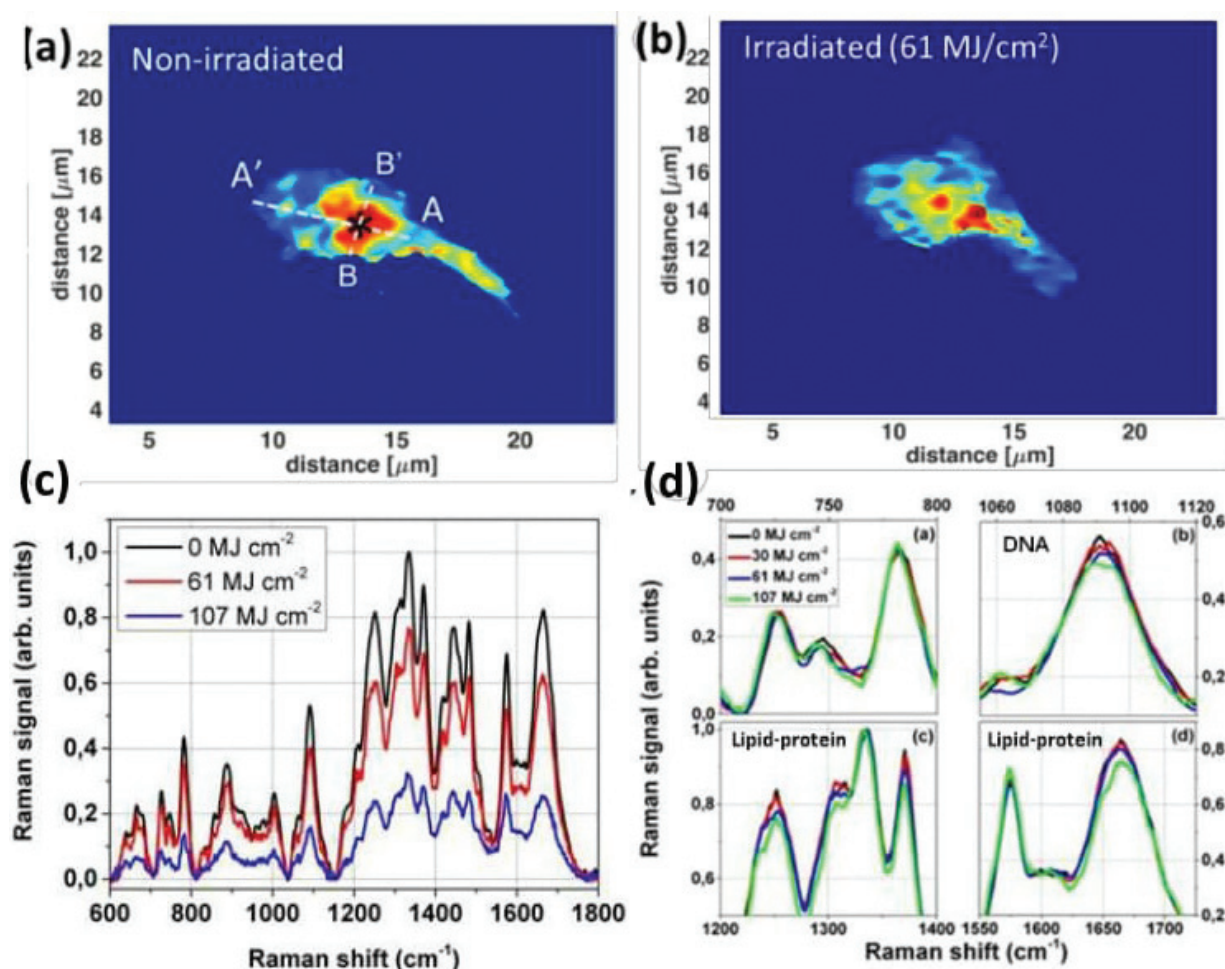 (a)
Non-irradiated
22
20
18
16
14
12
10
8
6
4
distance [μm]
A'
B'
A
B
5
10
15
20
distance [μm]
(b)
Irradiated (61 MJ/cm²)
22
20
18
16
14
12
10
8
6
4
distance [μm]
5
10
15
20
distance [μm]
(c)
0 MJ cm⁻²
61 MJ cm⁻²
107 MJ cm⁻²
1,0
0,8
0,6
0,4
0,2
0,0
Raman signal (arb. units)
600 800 1000 1200 1400 1600 1800
Raman shift (cm⁻¹)
(d)
700 750 800
1060 1080 1100 1120
0 MJ cm⁻²
30 MJ cm⁻²
61 MJ cm⁻²
107 MJ cm⁻²
(a)
0,4
0,2
0,0
DNA
(b)
0,6
0,5
0,3
0,2
Lipid-protein
(c)
1,0
0,8
0,6
Lipid-protein
(d)
0,8
0,6
0,4
0,2
Raman signal (arb. units)
1200 1300 1400
1550 1600 1650 1700
Raman shift (cm⁻¹)